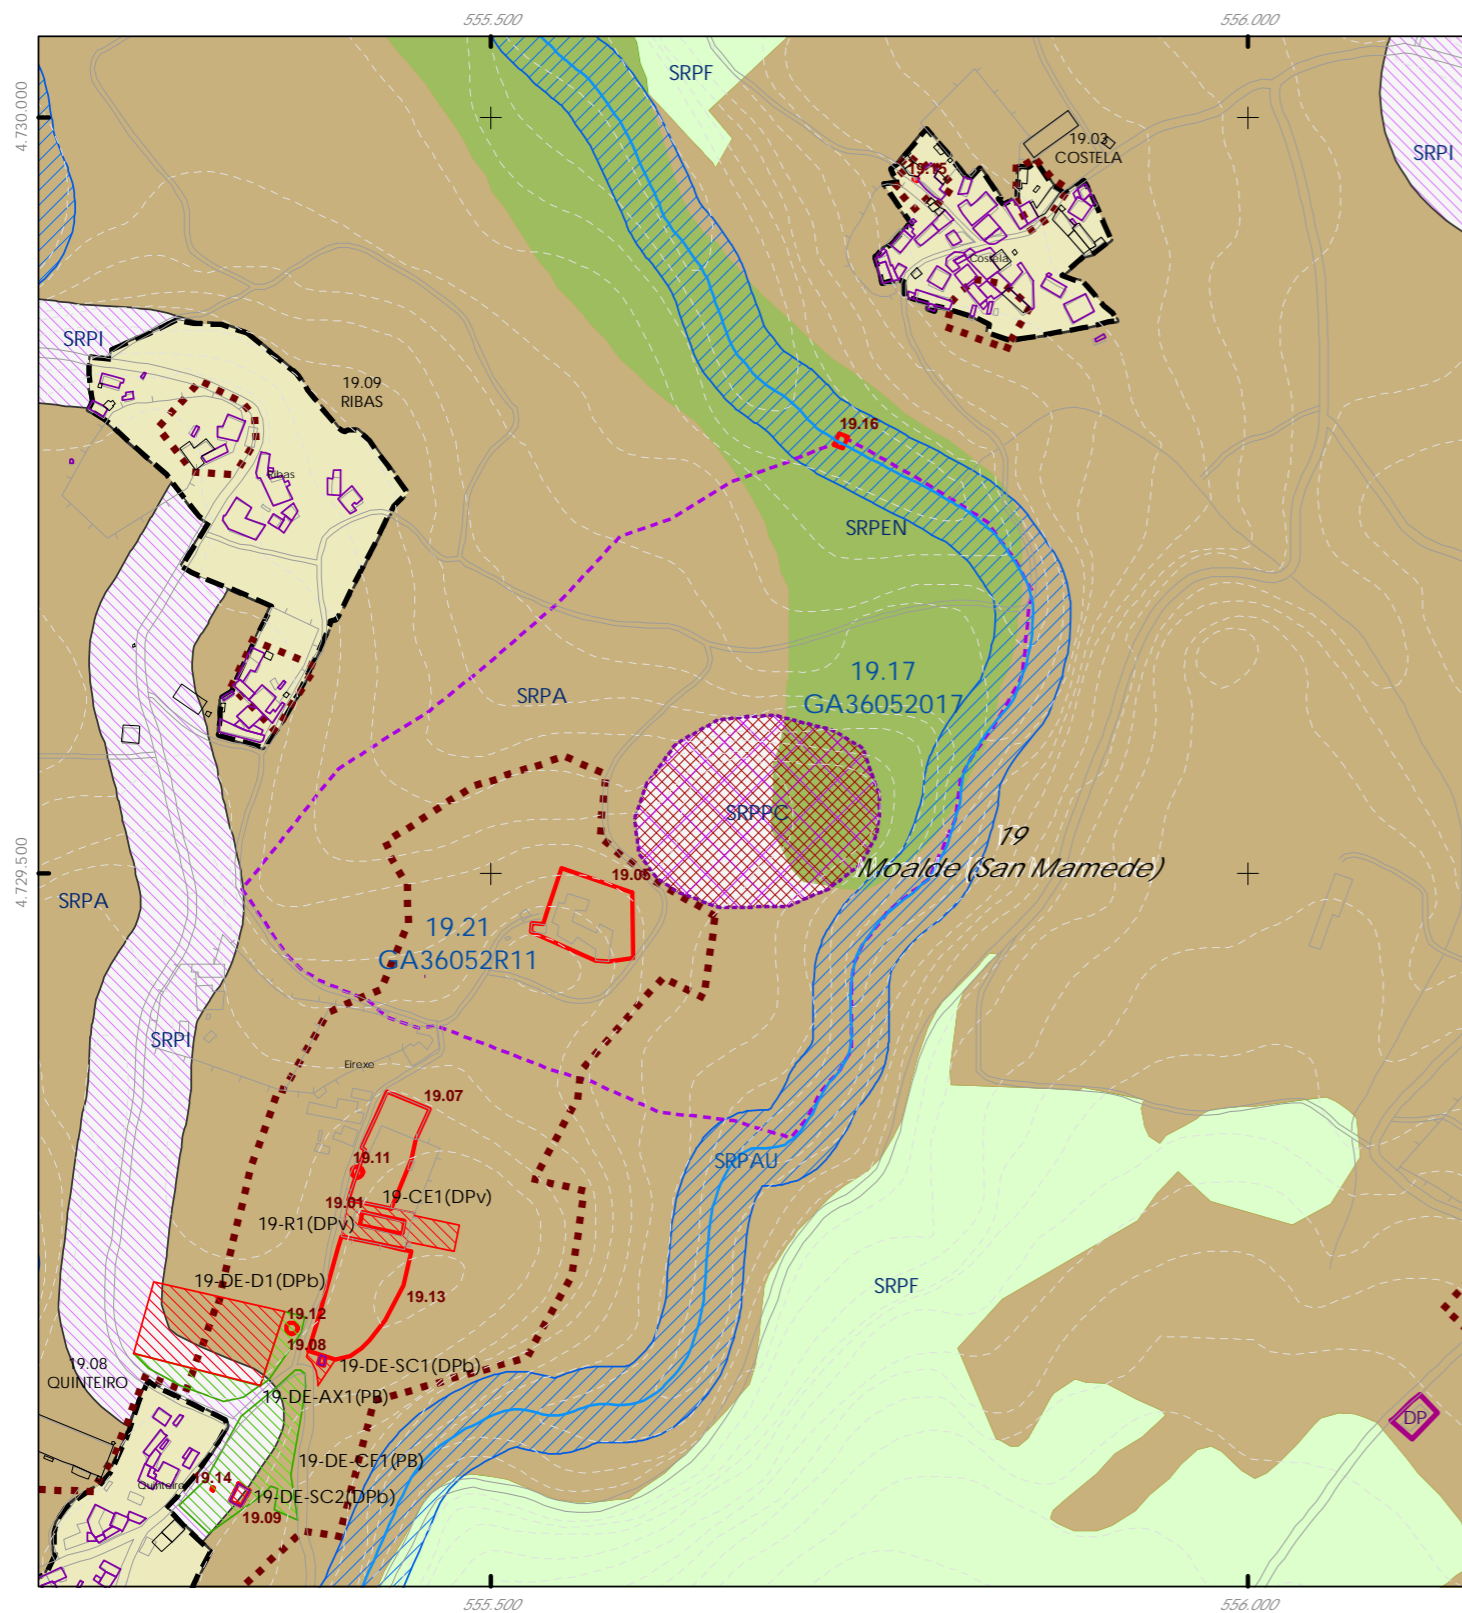 555.500
556.000
4.730.000
4.729.500
SRPF
SRPI
19.03
COSTELA
19.15
Costela
SRPI
19.09
RIBAS
Ribas
19.16
SRPEN
19.17
GA36052017
SRPA
SRPPC
19
Moalde (San Mamede)
19.05
SRPA
19.21
GA36052R11
SRPI
Eirexe
19.07
19.11
SRPAU
19-CE1(DPv)
19.01
19-R1(DPv)
19-DE-D1(DPb)
SRPF
19.13
19.12
19.08
19-DE-SC1(DPb)
19.08
QUINTEIRO
19-DE-AX1(PB)
DP
19-DE-CF1(PB)
19.14
Quinteiro
19-DE-SC2(DPb)
19.09
555.500
556.000